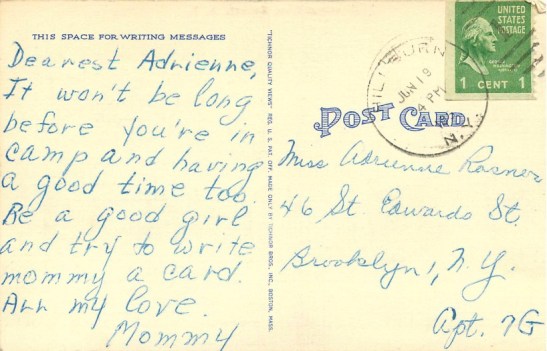 THIS SPACE FOR WRITING MESSAGES
Dearest Adrienne,
It won't be long
before you're in
camp and having
a good time too.
Be a good girl
and try to write
mommy a card.
All my love.
Mommy
"TICHNOR QUALITY VIEWS" REG. U. S. PAT. OFF. MADE ONLY BY TICHNOR BROS., INC., BOSTON, MASS.
UNITED
STATES
POSTAGE
1 CENT 1
JUN 19
4 PM
N.
POST CARD
Miss Adrienne Rosner
46 St. Edwards St.
Brooklyn 1, N.Y.
Apt. 7G